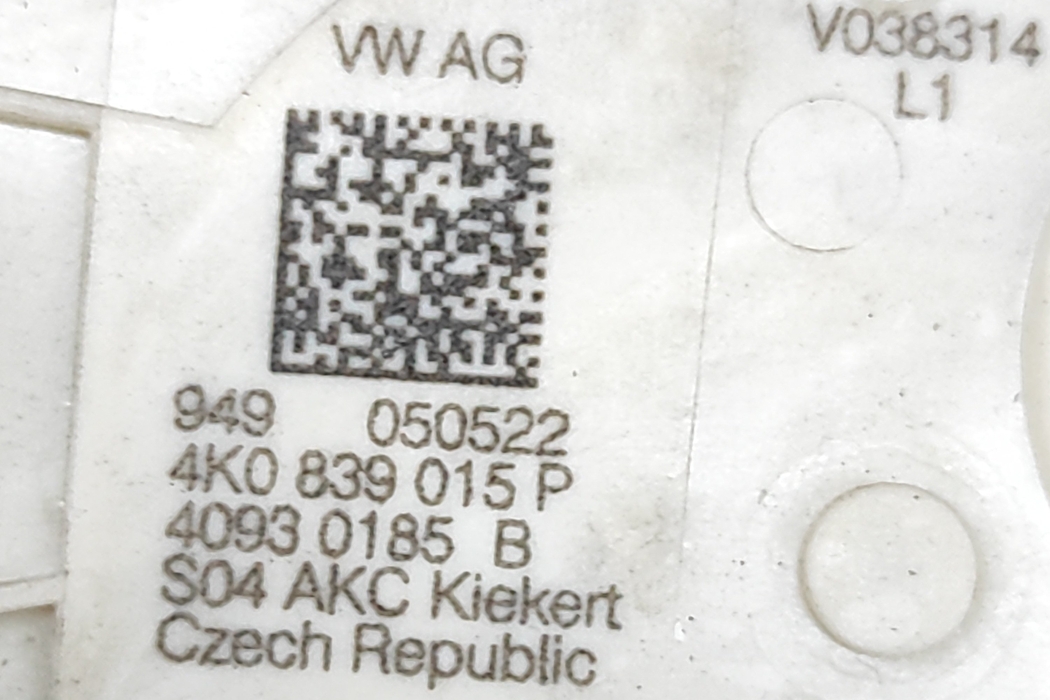 VW AG
V038314
L1
949 050522
4K0 839 015 P
4093 0185 B
S04 AKC Kiekert
Czech Republic